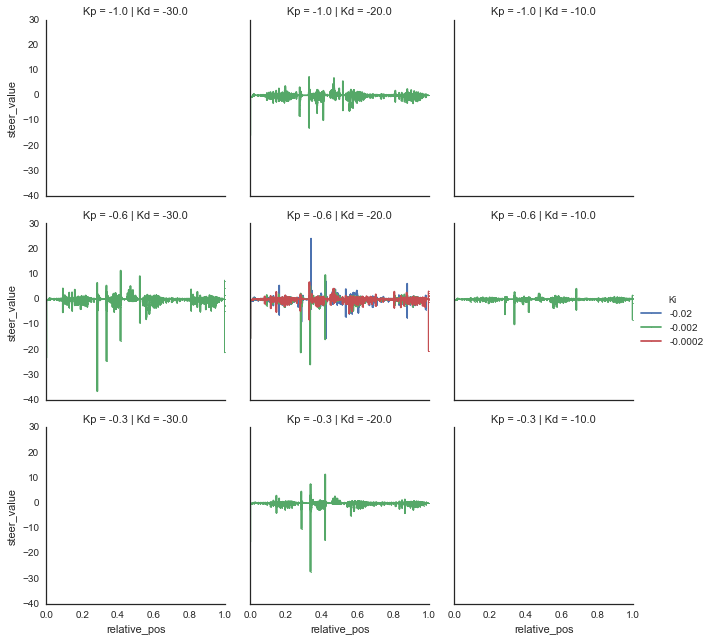 Kp = -1.0 | Kd = -30.0
Kp = -1.0 | Kd = -20.0
Kp = -1.0 | Kd = -10.0
30
20
10
0
−10
−20
−30
−40
steer_value
Kp = -0.6 | Kd = -30.0
Kp = -0.6 | Kd = -20.0
Kp = -0.6 | Kd = -10.0
30
20
10
0
−10
−20
−30
−40
steer_value
Ki
-0.02
-0.002
-0.0002
Kp = -0.3 | Kd = -30.0
Kp = -0.3 | Kd = -20.0
Kp = -0.3 | Kd = -10.0
30
20
10
0
−10
−20
−30
−40
steer_value
0.0 0.2 0.4 0.6 0.8 1.0
0.0 0.2 0.4 0.6 0.8 1.0
0.0 0.2 0.4 0.6 0.8 1.0
relative_pos
relative_pos
relative_pos